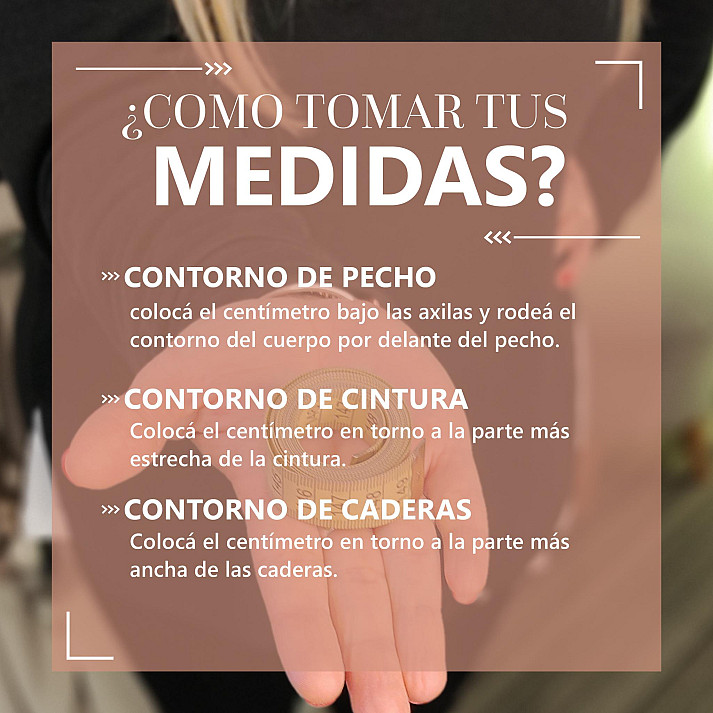 ¿COMO TOMAR TUS
MEDIDAS?
CONTORNO DE PECHO
colocá el centímetro bajo las axilas y rodeá el
contorno del cuerpo por delante del pecho.
CONTORNO DE CINTURA
Colocá el centímetro en torno a la parte más
estrecha de la cintura.
CONTORNO DE CADERAS
Colocá el centímetro en torno a la parte más
ancha de las caderas.